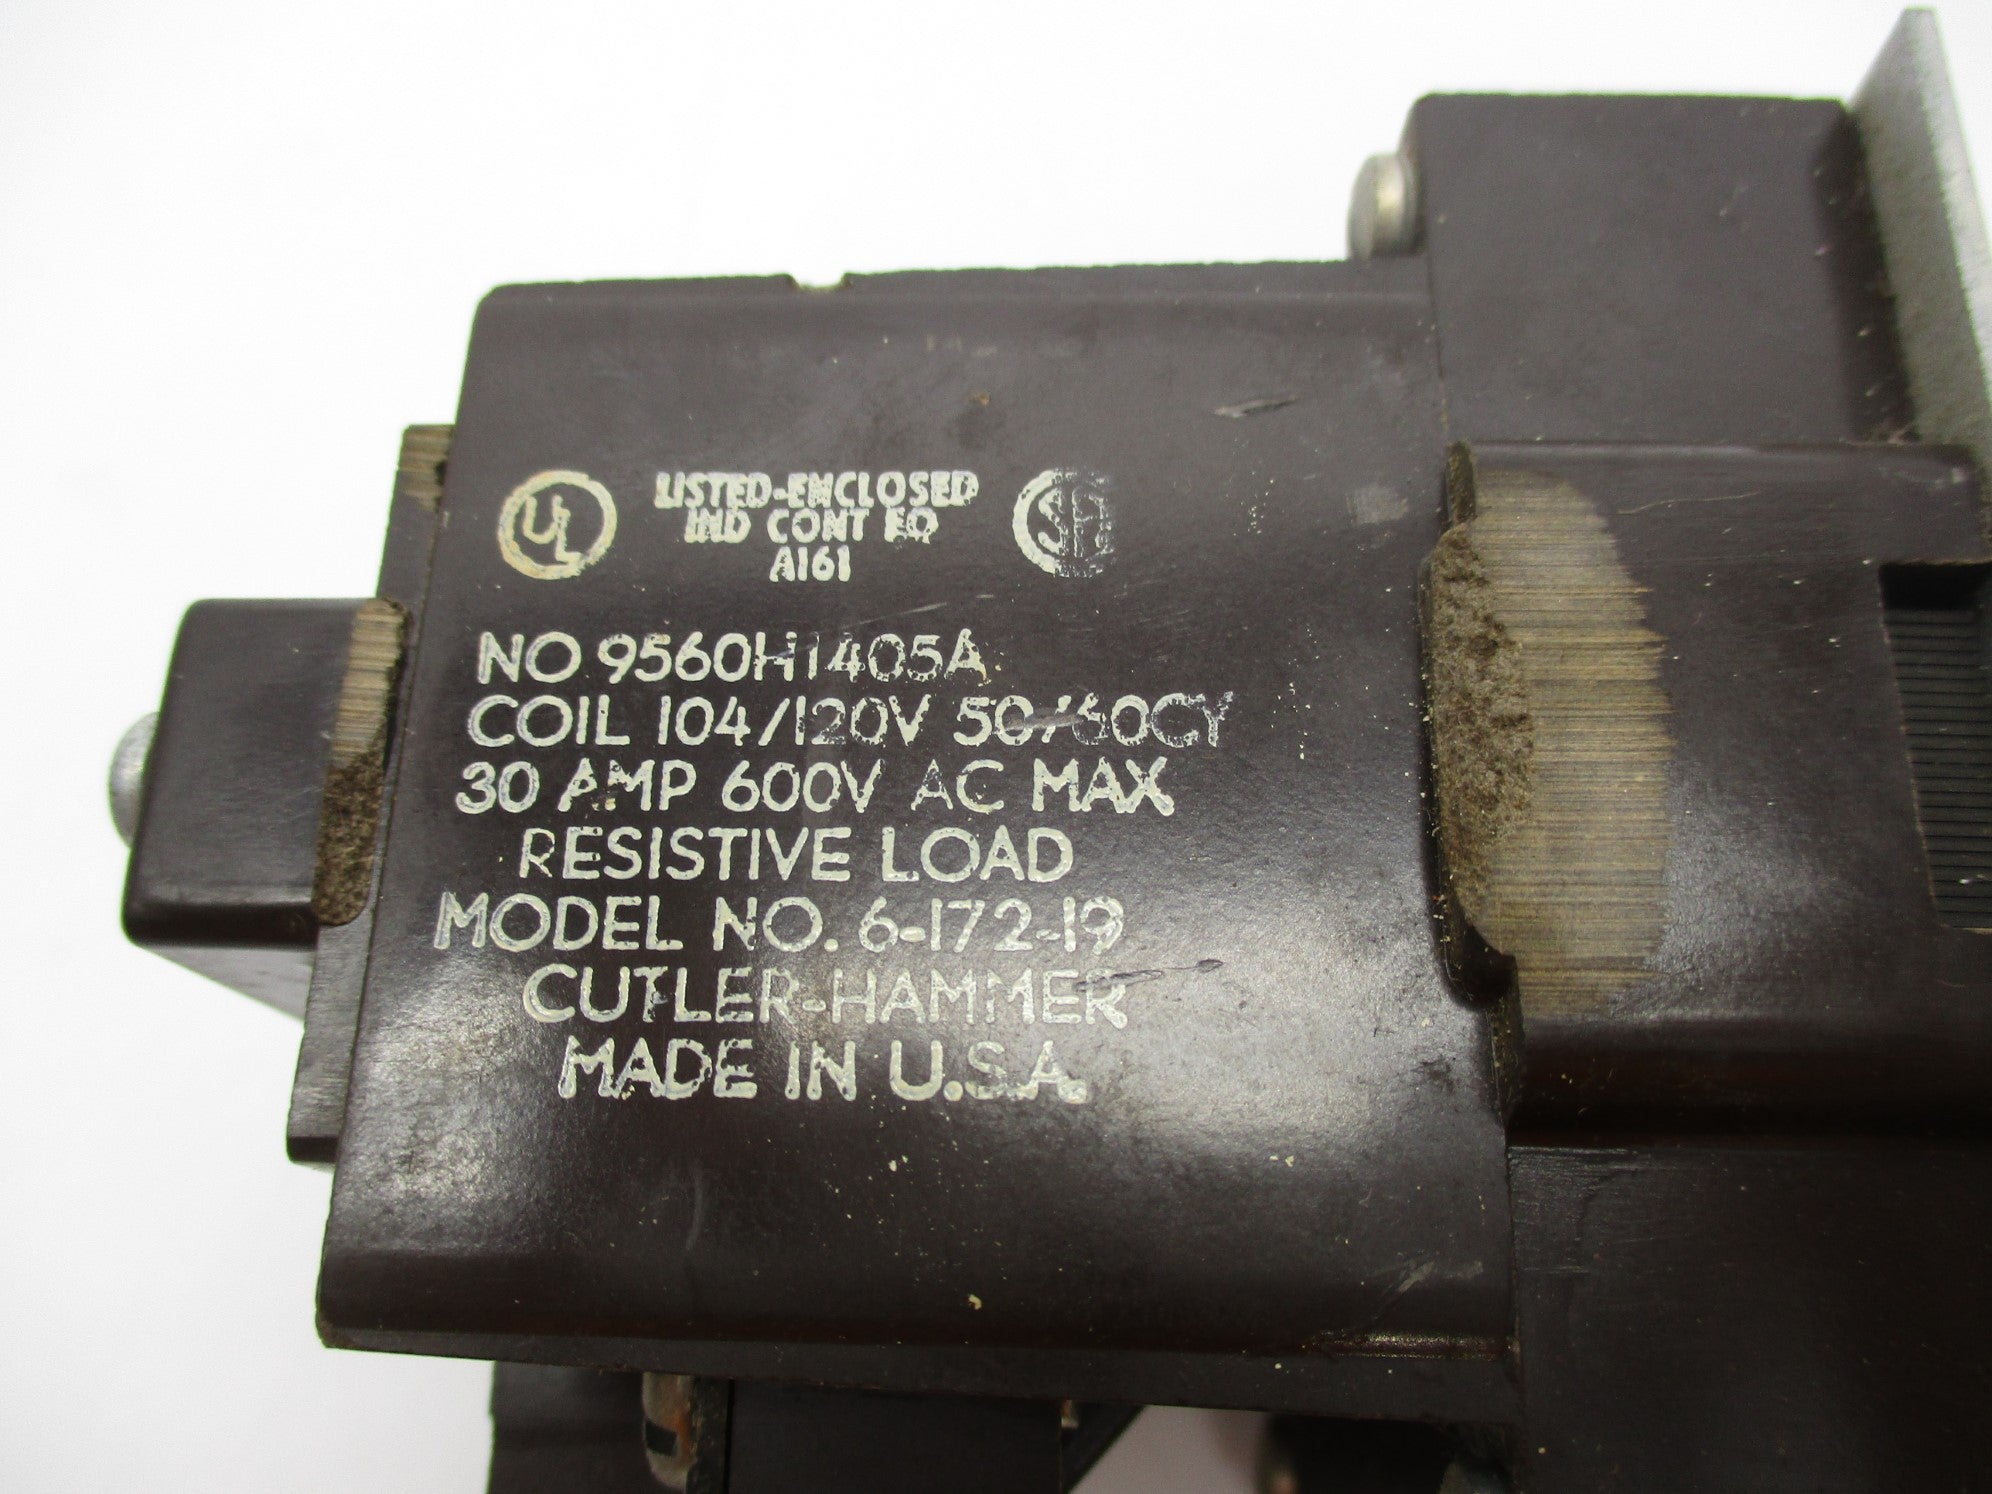 UL LISTED-ENCLOSED SA
IND CONT EQ
A161
NO 9560H1405A
COIL 104/120V 50/60CY
30 AMP 600V AC MAX
RESISTIVE LOAD
MODEL NO. 6-172-19
CUTLER-HAMMER
MADE IN U.S.A.